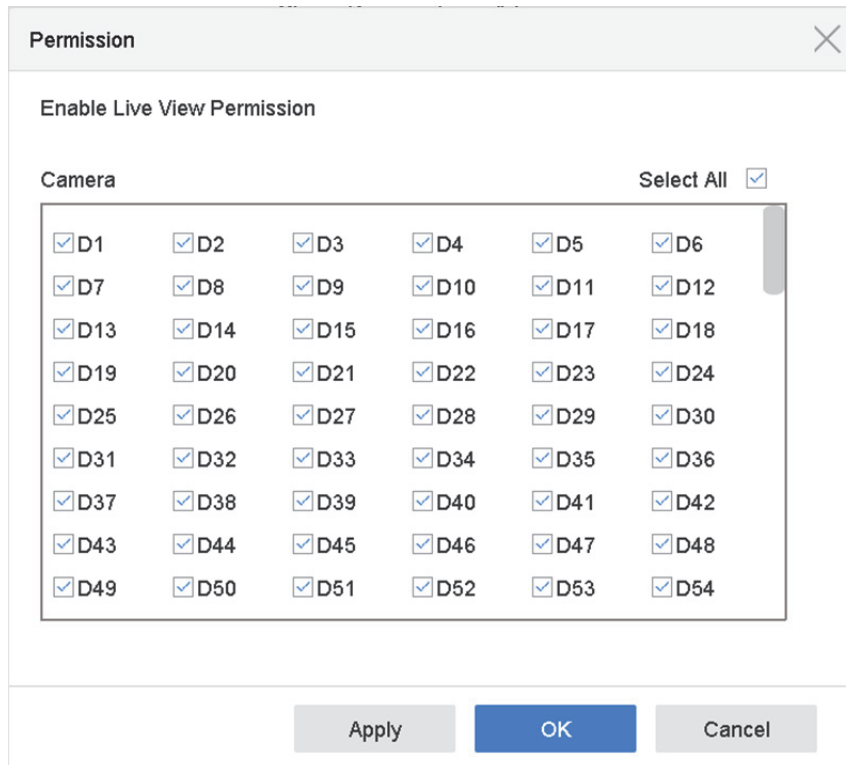 Permission
Enable Live View Permission
Camera Select All
D1 D2 D3 D4 D5 D6
D7 D8 D9 D10 D11 D12
D13 D14 D15 D16 D17 D18
D19 D20 D21 D22 D23 D24
D25 D26 D27 D28 D29 D30
D31 D32 D33 D34 D35 D36
D37 D38 D39 D40 D41 D42
D43 D44 D45 D46 D47 D48
D49 D50 D51 D52 D53 D54
Apply OK Cancel